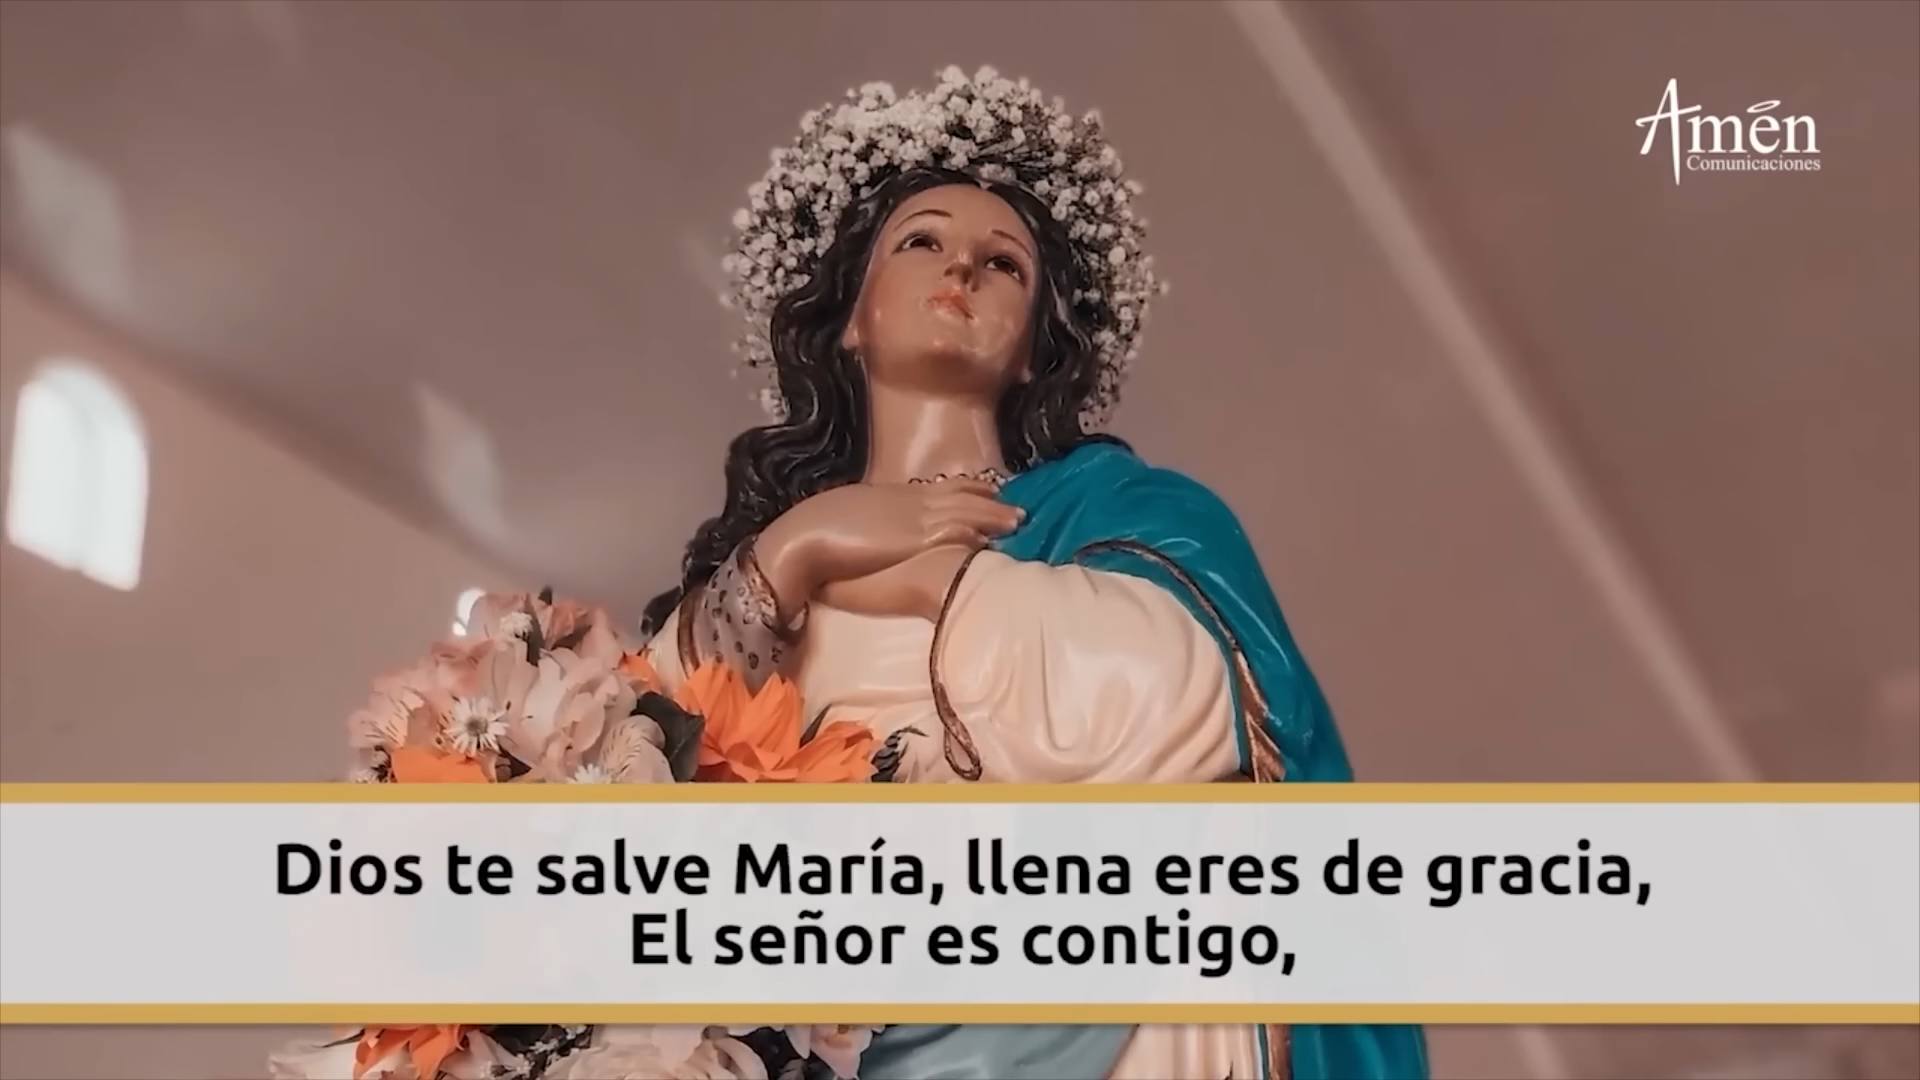 Amén
Comunicaciones
Dios te salve María, llena eres de gracia,
El señor es contigo,